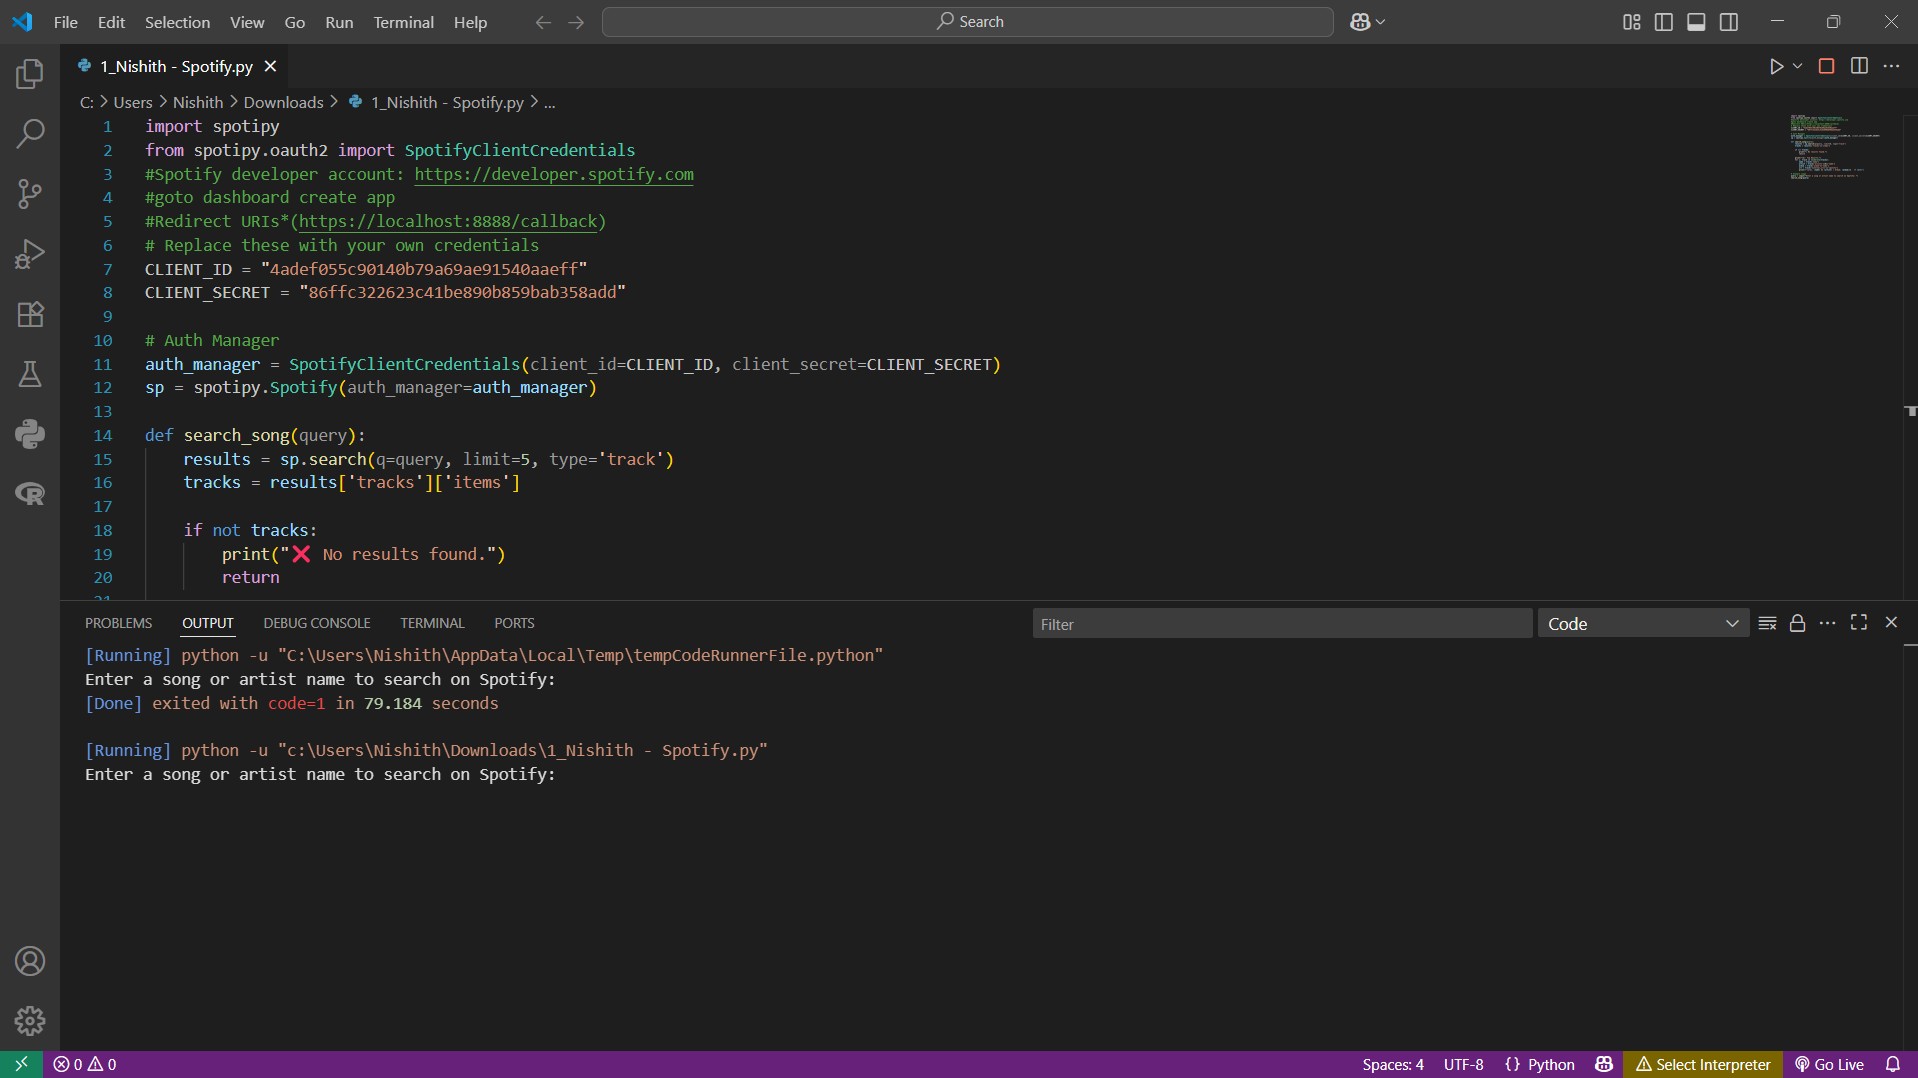 File Edit Selection View Go Run Terminal Help Search
1_Nishith - Spotify.py
C: > Users > Nishith > Downloads > 1_Nishith - Spotify.py > ...
1 import spotipy
2 from spotipy.oauth2 import SpotifyClientCredentials
3 #Spotify developer account: https://developer.spotify.com
4 #goto dashboard create app
5 #Redirect URIs*(https://localhost:8888/callback)
6 # Replace these with your own credentials
7 CLIENT_ID = "4adef055c90140b79a69ae91540aaeff"
8 CLIENT_SECRET = "86ffc322623c41be890b859bab358add"
9
10 # Auth Manager
11 auth_manager = SpotifyClientCredentials(client_id=CLIENT_ID, client_secret=CLIENT_SECRET)
12 sp = spotipy.Spotify(auth_manager=auth_manager)
13
14 def search_song(query):
15 results = sp.search(q=query, limit=5, type='track')
16 tracks = results['tracks']['items']
17
18 if not tracks:
19 print("❌ No results found.")
20 return
21
PROBLEMS OUTPUT DEBUG CONSOLE TERMINAL PORTS Filter Code
[Running] python -u "C:\Users\Nishith\AppData\Local\Temp\tempCodeRunnerFile.python"
Enter a song or artist name to search on Spotify:
[Done] exited with code=1 in 79.184 seconds
[Running] python -u "c:\Users\Nishith\Downloads\1_Nishith - Spotify.py"
Enter a song or artist name to search on Spotify:
0 0 Spaces: 4 UTF-8 {} Python Select Interpreter Go Live